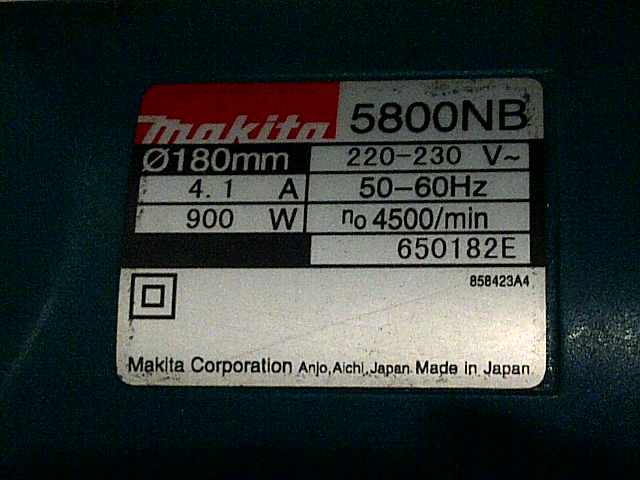 makita 5800NB
Ø180mm 220-230 V~
4.1 A 50-60Hz
900 W no 4500/min
650182E
858423A4
Makita Corporation Anjo, Aichi, Japan Made in Japan